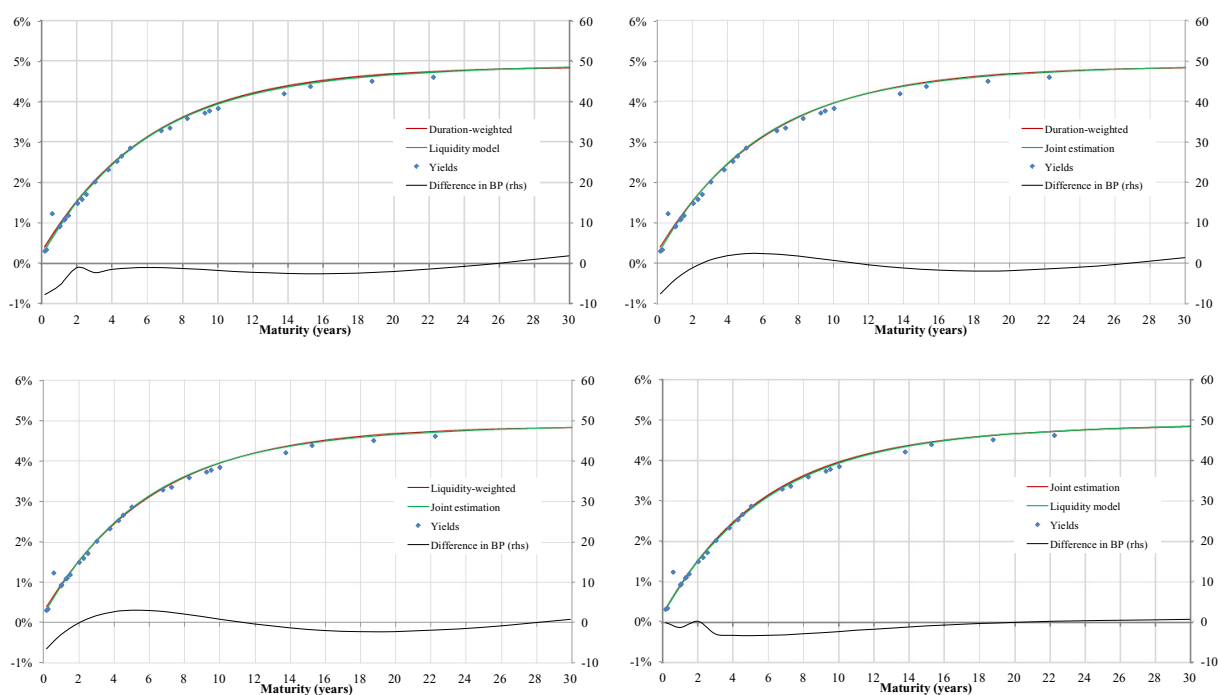 6% 60
5% 50
4% 40
3% 30
2% 20
1% 10
0% 0
-1% -10
Duration-weighted
Liquidity model
Yields
Difference in BP (rhs)
0 2 4 6 8 10 12 14 16 18 20 22 24 26 28 30
Maturity (years)
6% 60
5% 50
4% 40
3% 30
2% 20
1% 10
0% 0
-1% -10
Duration-weighted
Joint estimation
Yields
Difference in BP (rhs)
0 2 4 6 8 10 12 14 16 18 20 22 24 26 28 30
Maturity (years)
6% 60
5% 50
4% 40
3% 30
2% 20
1% 10
0% 0
-1% -10
Liquidity-weighted
Joint estimation
Yields
Difference in BP (rhs)
0 2 4 6 8 10 12 14 16 18 20 22 24 26 28 30
Maturity (years)
6% 60
5% 50
4% 40
3% 30
2% 20
1% 10
0% 0
-1% -10
Joint estimation
Liquidity model
Yields
Difference in BP (rhs)
0 2 4 6 8 10 12 14 16 18 20 22 24 26 28 30
Maturity (years)